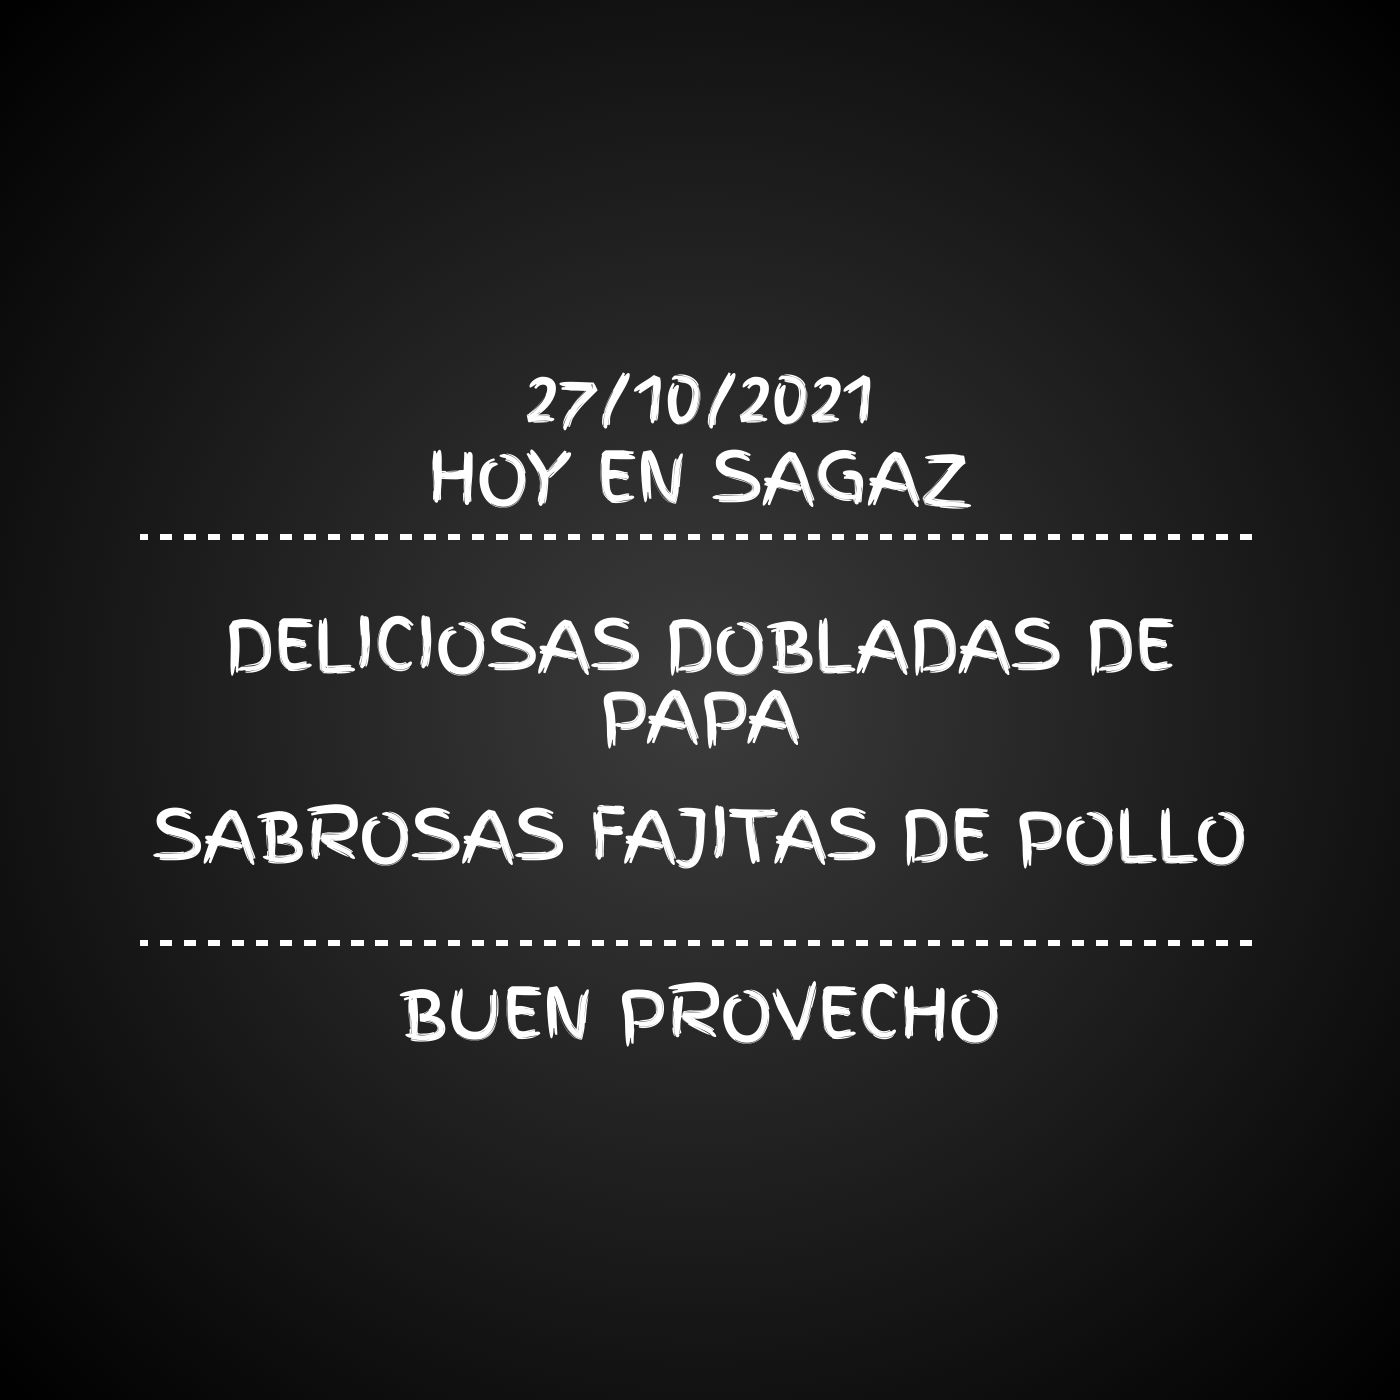 27/10/2021
HOY EN SAGAZ
DELICIOSAS DOBLADAS DE
PAPA
SABROSAS FAJITAS DE POLLO
BUEN PROVECHO